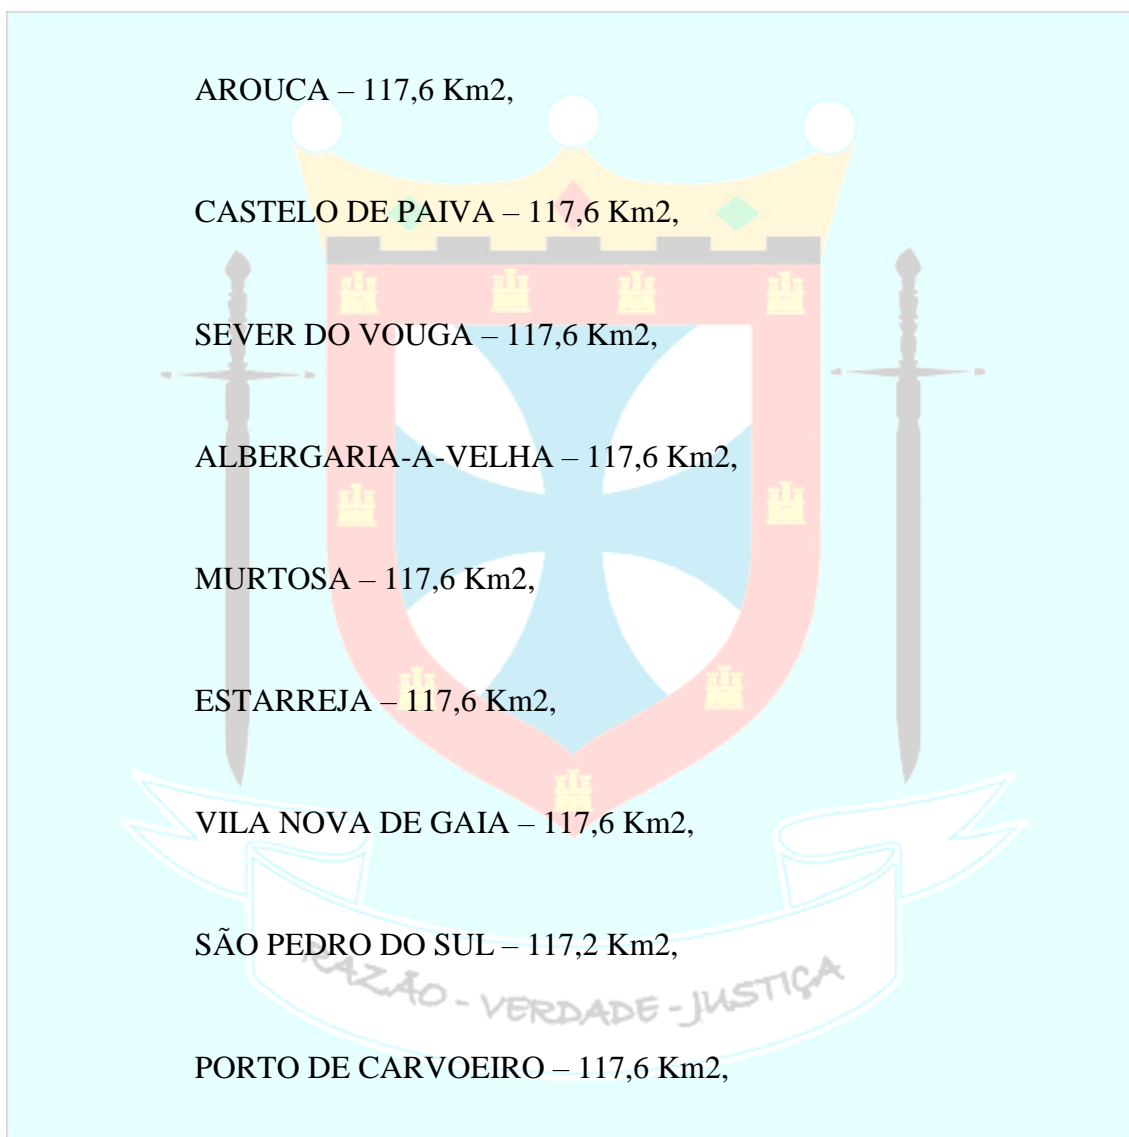 AROUCA – 117,6 Km2,
CASTELO DE PAIVA – 117,6 Km2,
SEVER DO VOUGA – 117,6 Km2,
ALBERGARIA-A-VELHA – 117,6 Km2,
MURTOSA – 117,6 Km2,
ESTARREJA – 117,6 Km2,
VILA NOVA DE GAIA – 117,6 Km2,
SÃO PEDRO DO SUL – 117,2 Km2,
RAZÃO - VERDADE - JUSTIÇA
PORTO DE CARVOEIRO – 117,6 Km2,